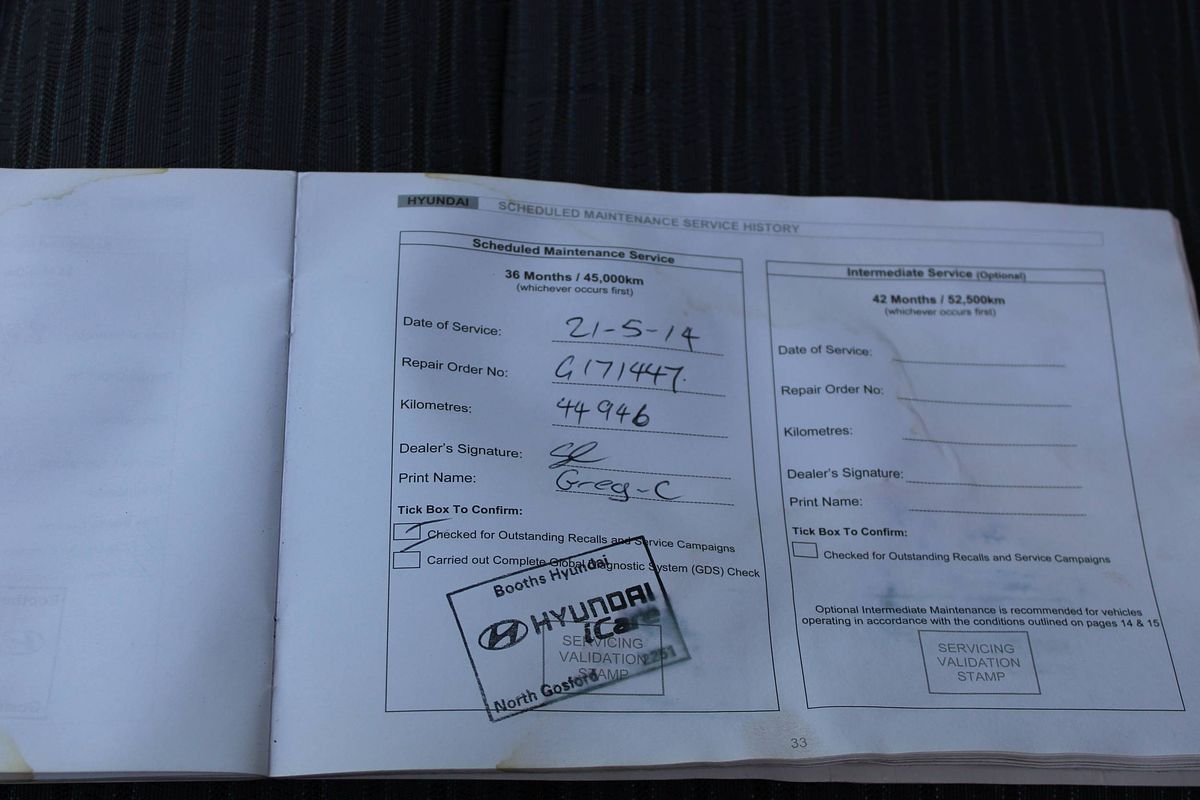 HYUNDAI SCHEDULED MAINTENANCE SERVICE HISTORY
Scheduled Maintenance Service
36 Months / 45,000km
(whichever occurs first)
Date of Service: 21-5-14
Repair Order No: G171447
Kilometres: 44946
Dealer's Signature:
Print Name: Greg-C
Tick Box To Confirm:
Checked for Outstanding Recalls and Service Campaigns
Carried out Complete Global Diagnostic System (GDS) Check
Booths Hyundai
HYUNDAI
iCare
SERVICING
VALIDATION
STAMP
2251
North Gosford
Intermediate Service (Optional)
42 Months / 52,500km
(whichever occurs first)
Date of Service:
Repair Order No:
Kilometres:
Dealer's Signature:
Print Name:
Tick Box To Confirm:
Checked for Outstanding Recalls and Service Campaigns
Optional Intermediate Maintenance is recommended for vehicles
operating in accordance with the conditions outlined on pages 14 & 15
SERVICING
VALIDATION
STAMP
33